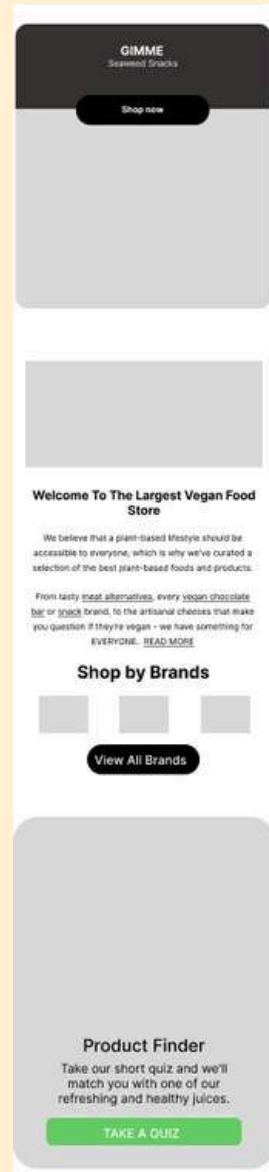 GIMME
Seaweed Snacks
Shop now
Welcome To The Largest Vegan Food
Store
We believe that a plant-based lifestyle should be
accessible to everyone, which is why we've curated a
selection of the best plant-based foods and products.
From tasty meat alternatives, every vegan chocolate
bar or snack brand, to the artisanal cheeses that make
you question if they're vegan - we have something for
EVERYONE. READ MORE
Shop by Brands
View All Brands
Product Finder
Take our short quiz and we'll
match you with one of our
refreshing and healthy juices.
TAKE A QUIZ